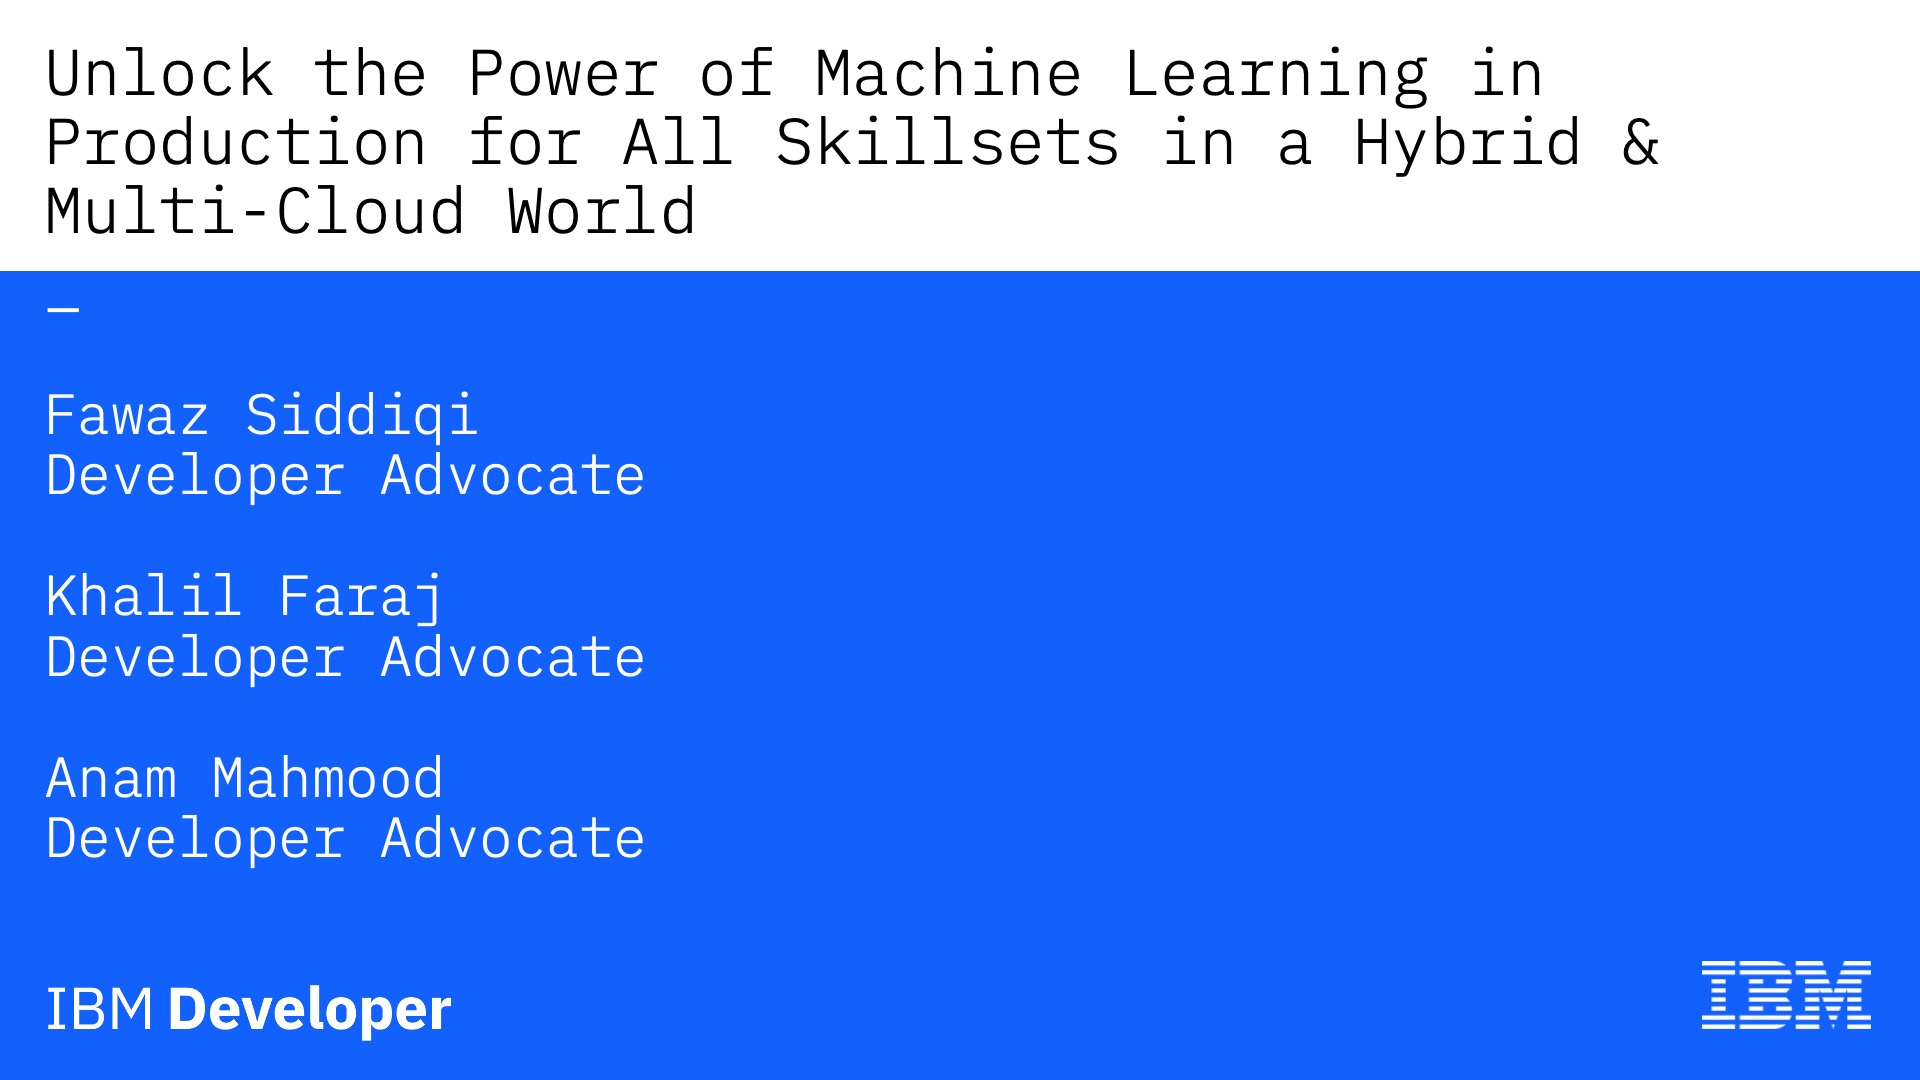 Unlock the Power of Machine Learning in
Production for All Skillsets in a Hybrid &
Multi-Cloud World
—
Fawaz Siddiqi
Developer Advocate
Khalil Faraj
Developer Advocate
Anam Mahmood
Developer Advocate
IBM Developer
IBM